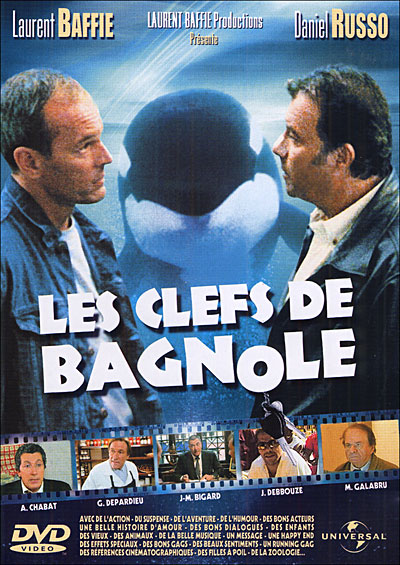 Laurent BAFFIE
LAURENT BAFFIE Productions
Présente
Daniel RUSSO
LES CLEFS DE
BAGNOLE
A. CHABAT
G. DEPARDIEU
J-M. BIGARD
J. DEBBOUZE
M. GALABRU
AVEC DE L'ACTION - DU SUSPENSE - DE L'AVENTURE - DE L'HUMOUR - DES BONS ACTEURS
UNE BELLE HISTOIRE D'AMOUR - DES BONS DIALOGUES - DES ENFANTS
DES VIEUX - DES ANIMAUX - DE LA BELLE MUSIQUE - UN MESSAGE - UNE HAPPY END
DES EFFETS SPECIAUX - DES BONS GAGS - DES BEAUX SENTIMENTS - UN RUNNING GAG
DES REFERENCES CINEMATOGRAPHIQUES - DES FILLES A POIL - DE LA ZOOLOGIE...
DVD
VIDEO
UNIVERSAL